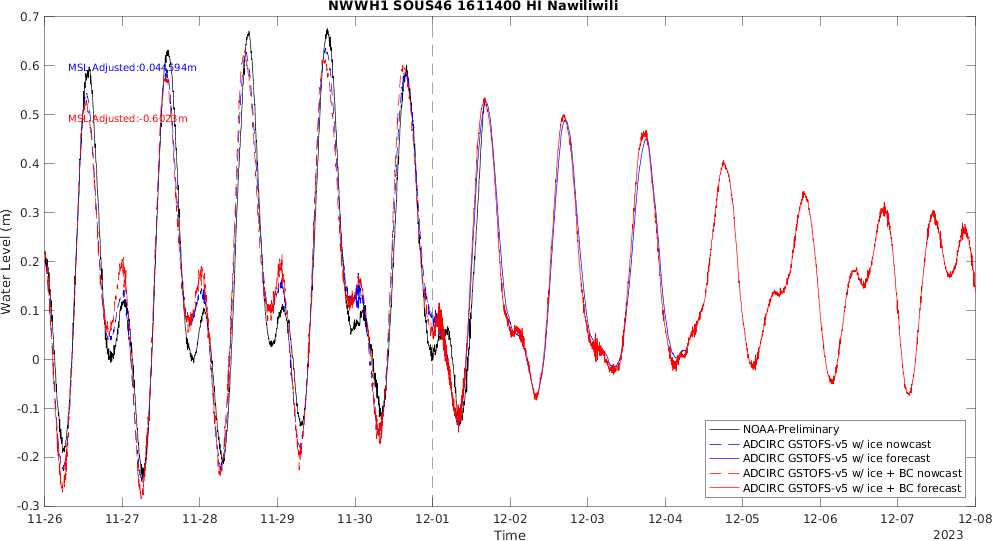 NWWH1 SOUS46 1611400 HI Nawiliwili
0.7
0.6
0.5
0.4
0.3
0.2
0.1
0
-0.1
-0.2
-0.3
Water Level (m)
MSL Adjusted:0.044594m
MSL Adjusted:-0.6023m
NOAA-Preliminary
ADCIRC GSTOFS-v5 w/ ice nowcast
ADCIRC GSTOFS-v5 w/ ice forecast
ADCIRC GSTOFS-v5 w/ ice + BC nowcast
ADCIRC GSTOFS-v5 w/ ice + BC forecast
11-26 11-27 11-28 11-29 11-30 12-01 12-02 12-03 12-04 12-05 12-06 12-07 12-08
Time
2023